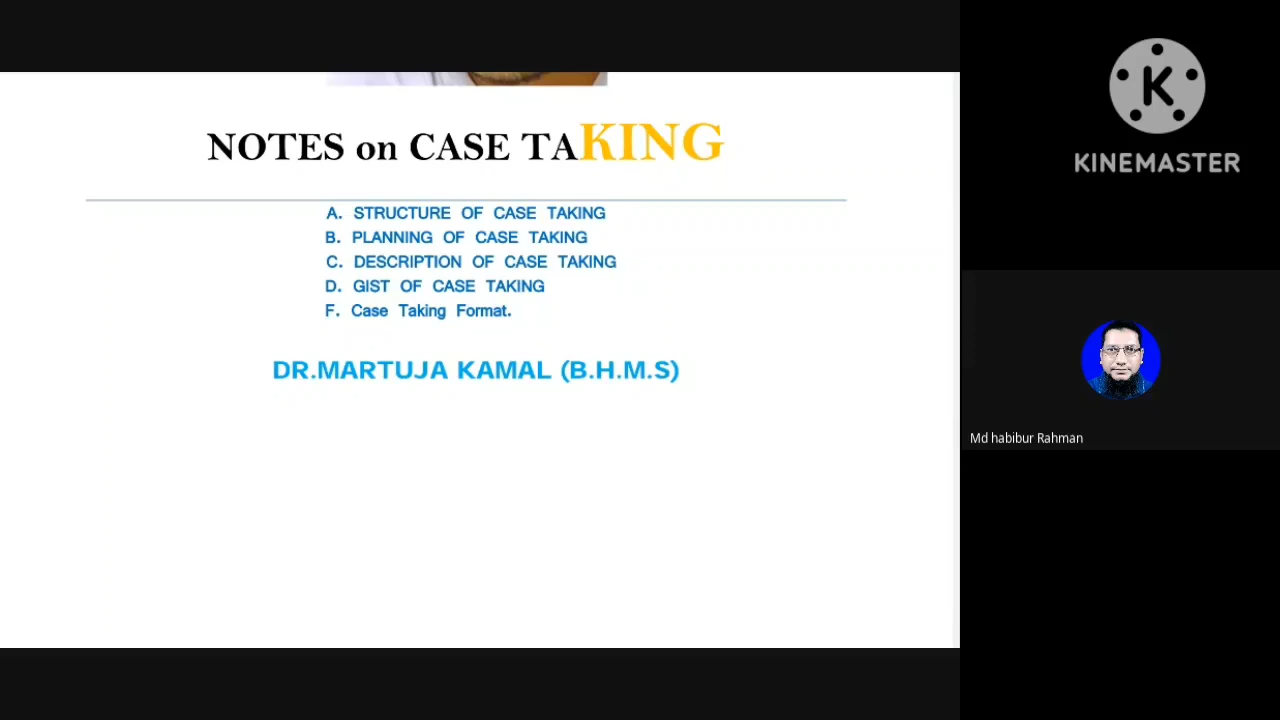 NOTES on CASE TAKING
A. STRUCTURE OF CASE TAKING
B. PLANNING OF CASE TAKING
C. DESCRIPTION OF CASE TAKING
D. GIST OF CASE TAKING
F. Case Taking Format.
DR.MARTUJA KAMAL (B.H.M.S)
K
KINEMASTER
Md habibur Rahman